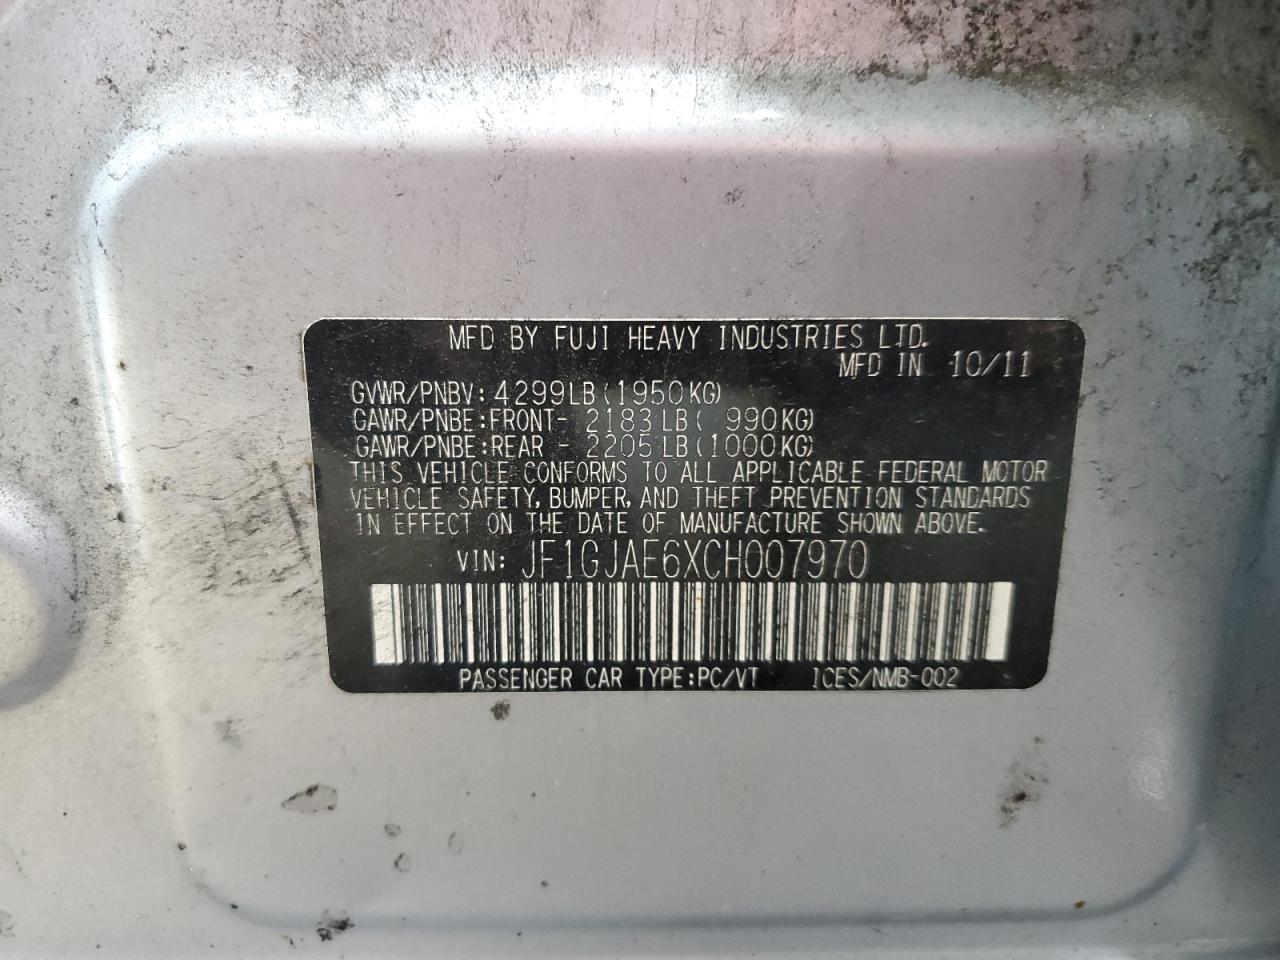 MFD BY FUJI HEAVY INDUSTRIES LTD.
MFD IN 10/11
GVWR/PNBV:4299LB(1950KG)
GAWR/PNBE:FRONT- 2183LB( 990KG)
GAWR/PNBE:REAR - 2205LB(1000KG)
THIS VEHICLE CONFORMS TO ALL APPLICABLE FEDERAL MOTOR
VEHICLE SAFETY, BUMPER, AND THEFT PREVENTION STANDARDS
IN EFFECT ON THE DATE OF MANUFACTURE SHOWN ABOVE.
VIN: JF1GJAE6XCH007970
PASSENGER CAR TYPE:PC/VT ICES/NMB-002